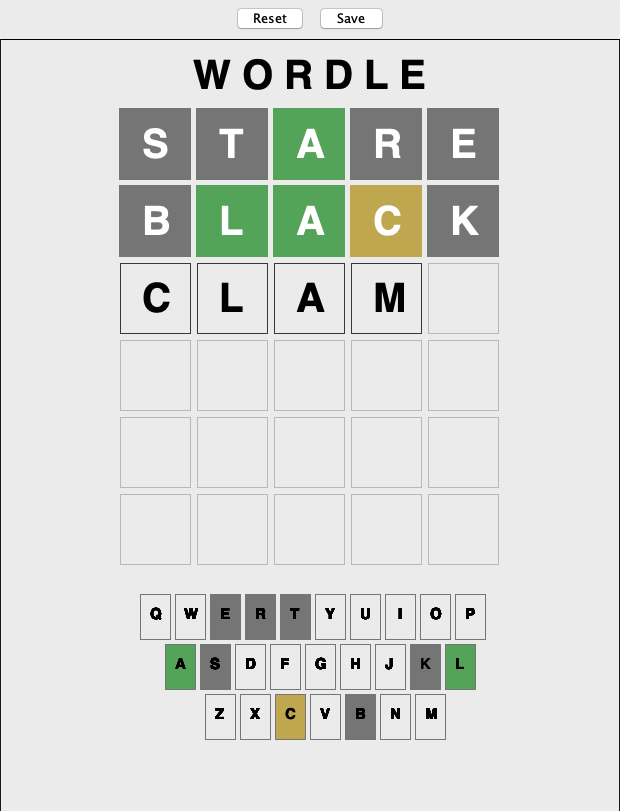 Reset Save
WORDLE
S T A R E
B L A C K
C L A M
Q W E R T Y U I O P
A S D F G H J K L
Z X C V B N M